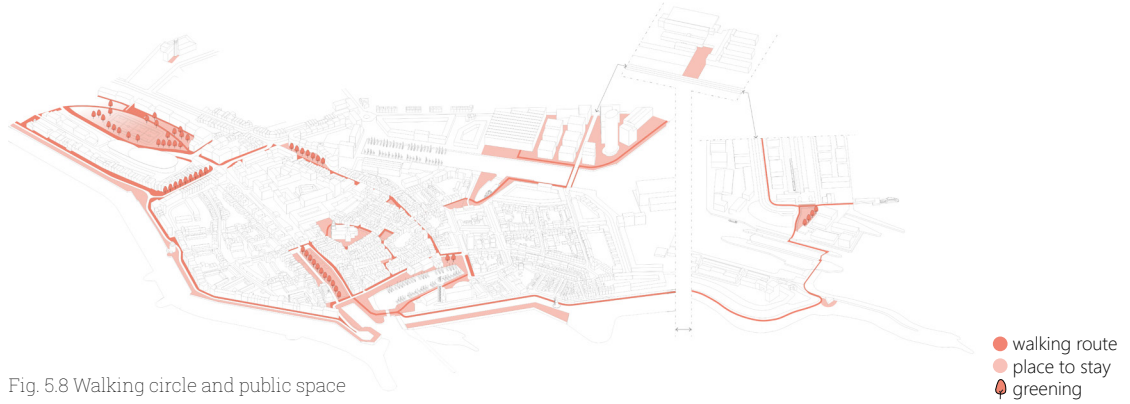 walking route
place to stay
greening
Fig. 5.8 Walking circle and public space